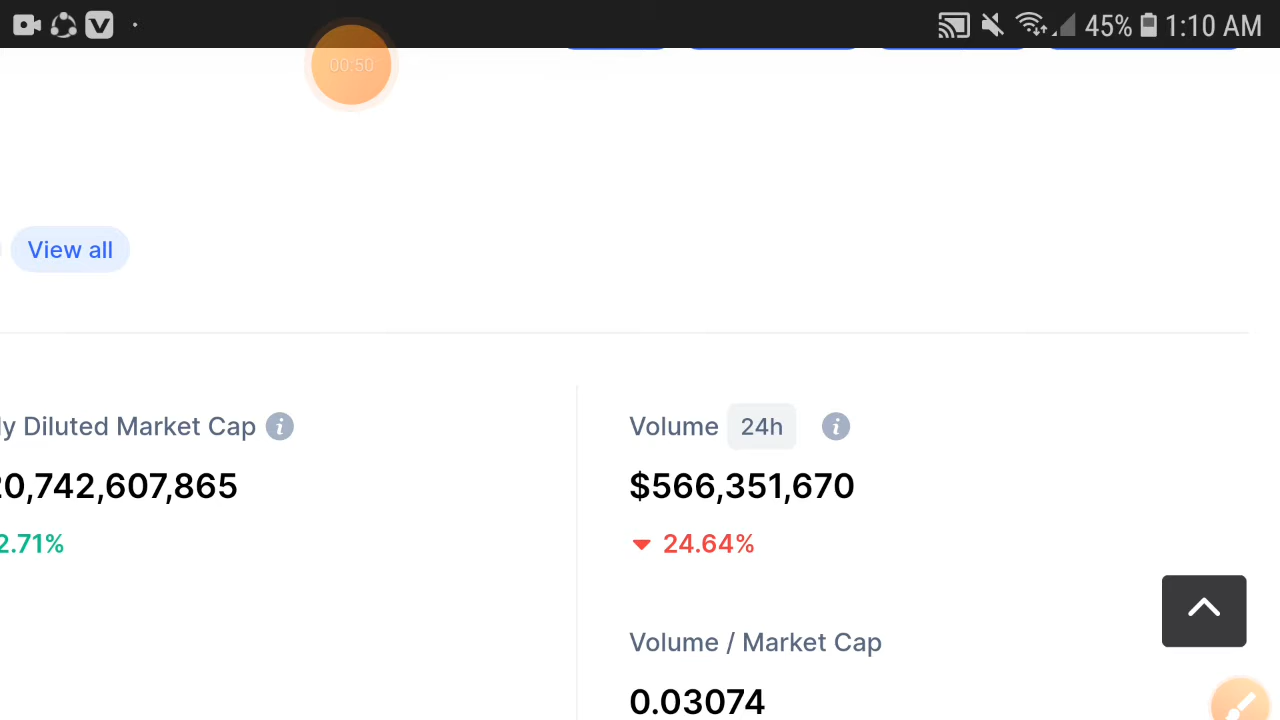 45% 1:10 AM
00:50
View all
ly Diluted Market Cap
20,742,607,865
2.71%
Volume 24h
$566,351,670
24.64%
Volume / Market Cap
0.03074